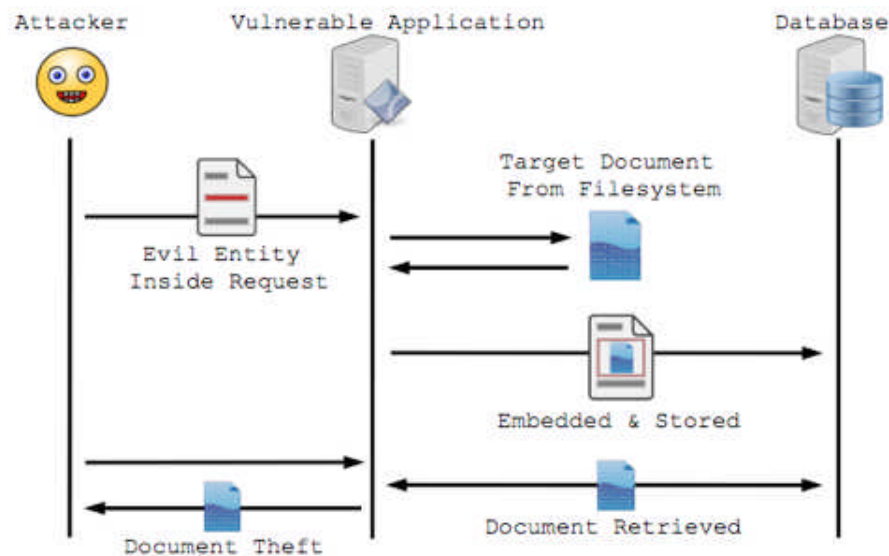 Attacker
Vulnerable Application
Database
Target Document
From Filesystem
Evil Entity
Inside Request
Embedded & Stored
Document Retrieved
Document Theft